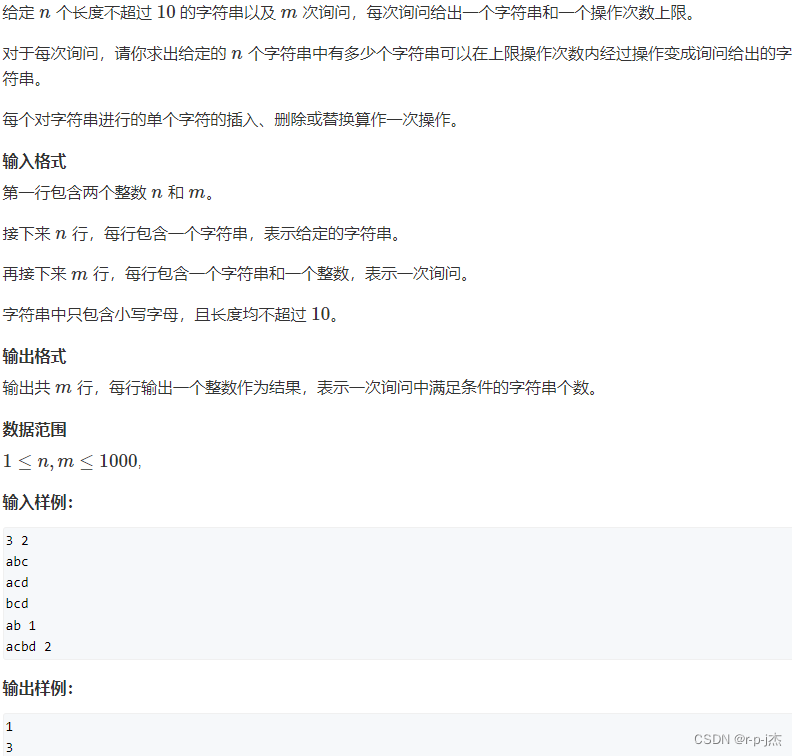 给定 n 个长度不超过 10 的字符串以及 m 次询问，每次询问给出一个字符串和一个操作次数上限。
对于每次询问，请你求出给定的 n 个字符串中有多少个字符串可以在上限操作次数内经过操作变成询问给出的字
符串。
每个对字符串进行的单个字符的插入、删除或替换算作一次操作。
输入格式
第一行包含两个整数 n 和 m。
接下来 n 行，每行包含一个字符串，表示给定的字符串。
再接下来 m 行，每行包含一个字符串和一个整数，表示一次询问。
字符串中只包含小写字母，且长度均不超过 10。
输出格式
输出共 m 行，每行输出一个整数作为结果，表示一次询问中满足条件的字符串个数。
数据范围
1 ≤ n, m ≤ 1000,
输入样例：
3 2
abc
acd
bcd
ab 1
acbd 2
输出样例：
1
3
CSDN @r-p-j杰